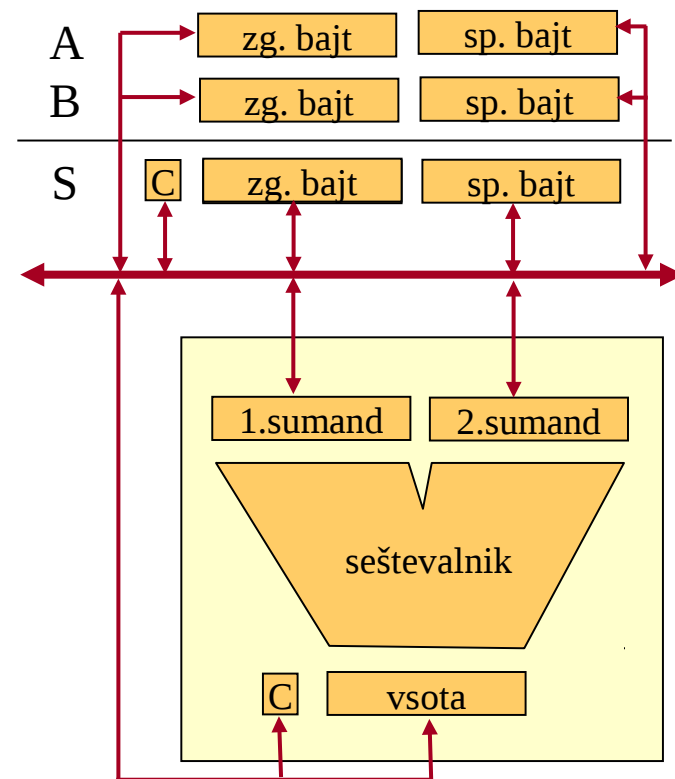 A zg. bajt sp. bajt
B zg. bajt sp. bajt
S C zg. bajt sp. bajt
1.sumand 2.sumand
seštevalnik
C vsota